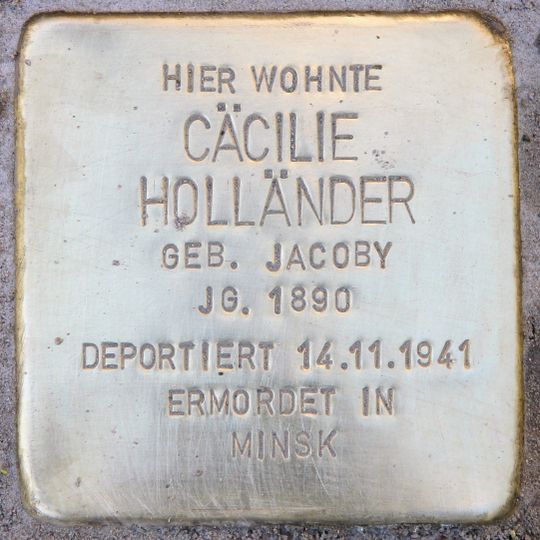 HIER WOHNTE
CÄCILIE
HOLLÄNDER
GEB. JACOBY
JG. 1890
DEPORTIERT 14.11.1941
ERMORDET IN
MINSK